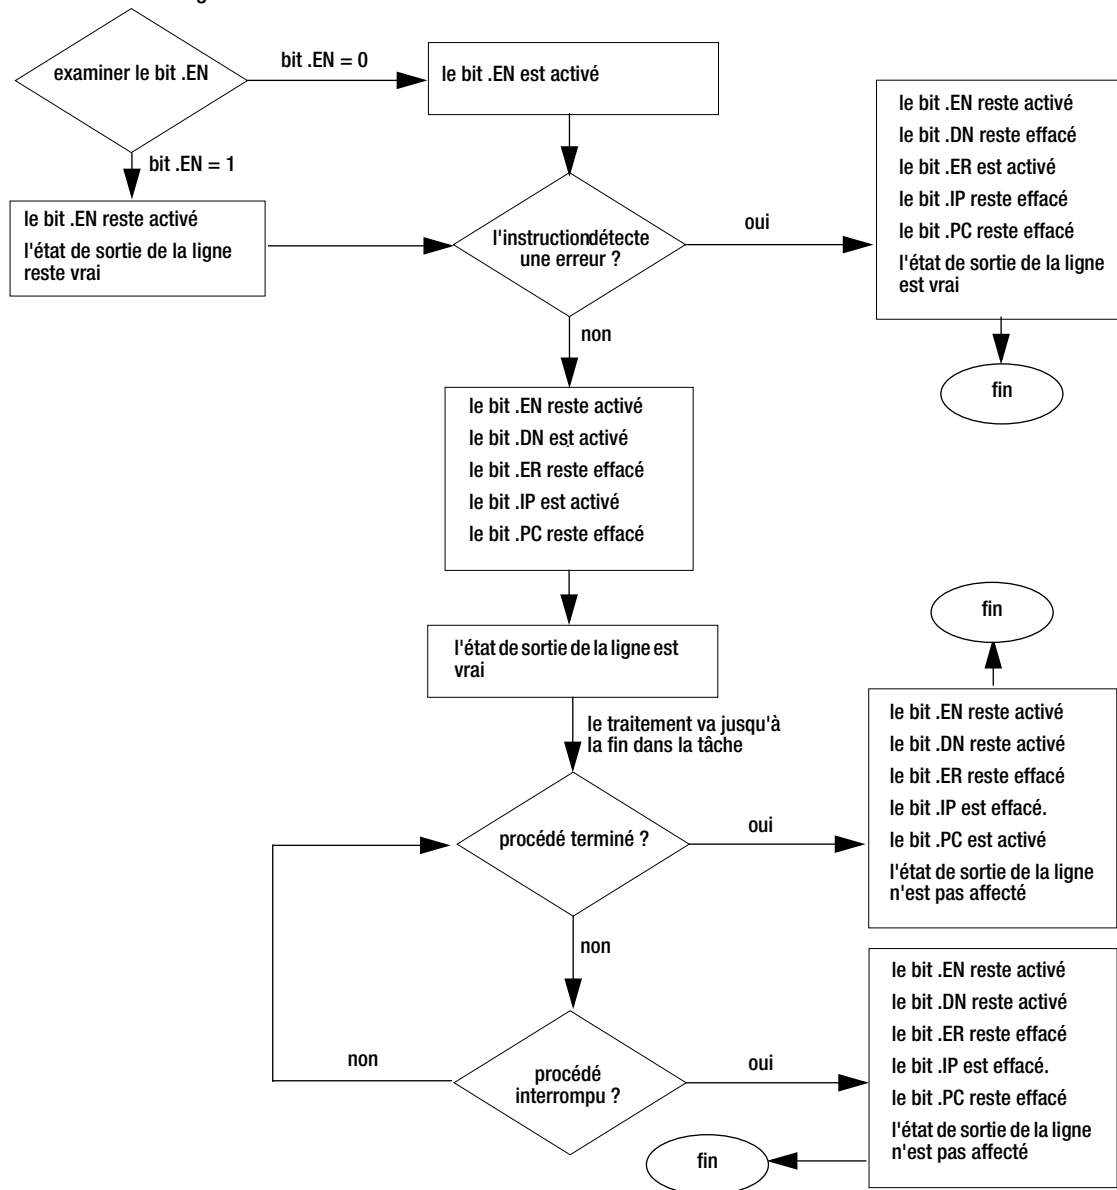 examiner le bit .EN
bit .EN = 0
le bit .EN est activé
bit .EN = 1
le bit .EN reste activé
l'état de sortie de la ligne
reste vrai
l'instructiondétecte
une erreur ?
oui
le bit .EN reste activé
le bit .DN reste effacé
le bit .ER est activé
le bit .IP reste effacé
le bit .PC reste effacé
l'état de sortie de la ligne
est vrai
fin
non
le bit .EN reste activé
le bit .DN est activé
le bit .ER reste effacé
le bit .IP est activé
le bit .PC reste effacé
l'état de sortie de la ligne est
vrai
le traitement va jusqu'à
la fin dans la tâche
procédé terminé ?
oui
fin
le bit .EN reste activé
le bit .DN reste activé
le bit .ER reste effacé
le bit .IP est effacé.
le bit .PC est activé
l'état de sortie de la ligne
n'est pas affecté
non
procédé
interrompu ?
non
oui
le bit .EN reste activé
le bit .DN reste activé
le bit .ER reste effacé
le bit .IP est effacé.
le bit .PC reste effacé
l'état de sortie de la ligne
n'est pas affecté
fin